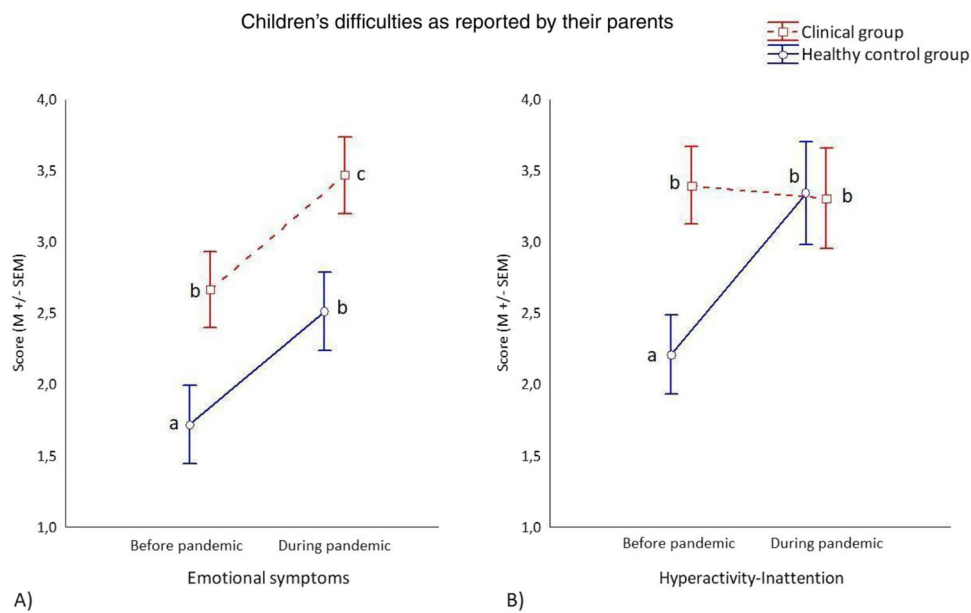 Children’s difficulties as reported by their parents
Clinical group
Healthy control group
4,0
3,5
3,0
2,5
2,0
1,5
1,0
Score (M +/- SEM)
a
b
b
c
Before pandemic
During pandemic
Emotional symptoms
A)
4,0
3,5
3,0
2,5
2,0
1,5
1,0
Score (M +/- SEM)
b
a
b
b
Before pandemic
During pandemic
Hyperactivity-Inattention
B)